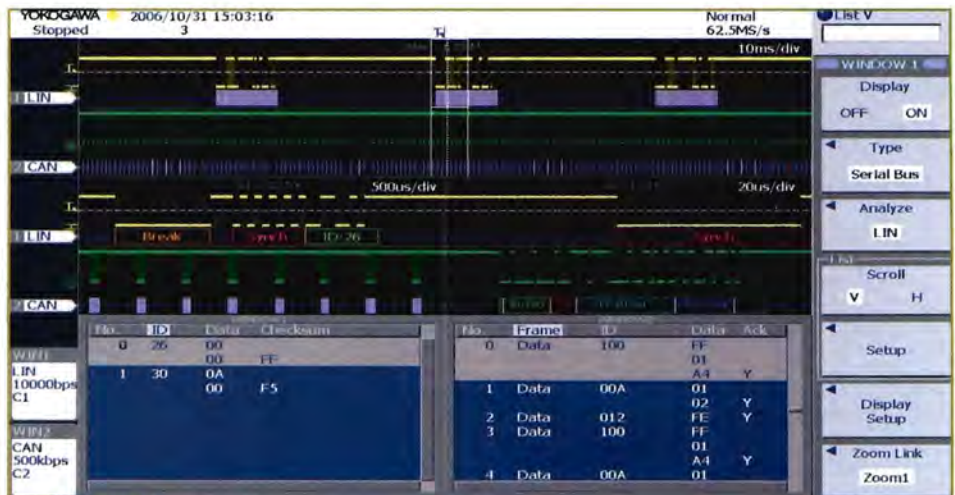 YOKOGAWA 2006/10/31 15:03:16
Stopped 3
Normal
62.5MS/s
10ms/div
LIN
CAN
500us/div
20us/div
LIN
Break Synch ID:26
Synch
CAN
No. ID Data Checksum
0 26 00
00 FF
1 30 0A
00 F5
No. Frame ID Data Ack
0 Data 100 FF
01
A4 Y
1 Data 00A 01
02 Y
2 Data 012 FE Y
3 Data 100 FF
01
A4 Y
4 Data 00A 01
WIN1
LIN
10000bps
C1
WIN2
CAN
500kbps
C2
List V
WINDOW 1
Display
OFF ON
Type
Serial Bus
Analyze
LIN
List
Scroll
V H
Setup
Display
Setup
Zoom Link
Zoom1